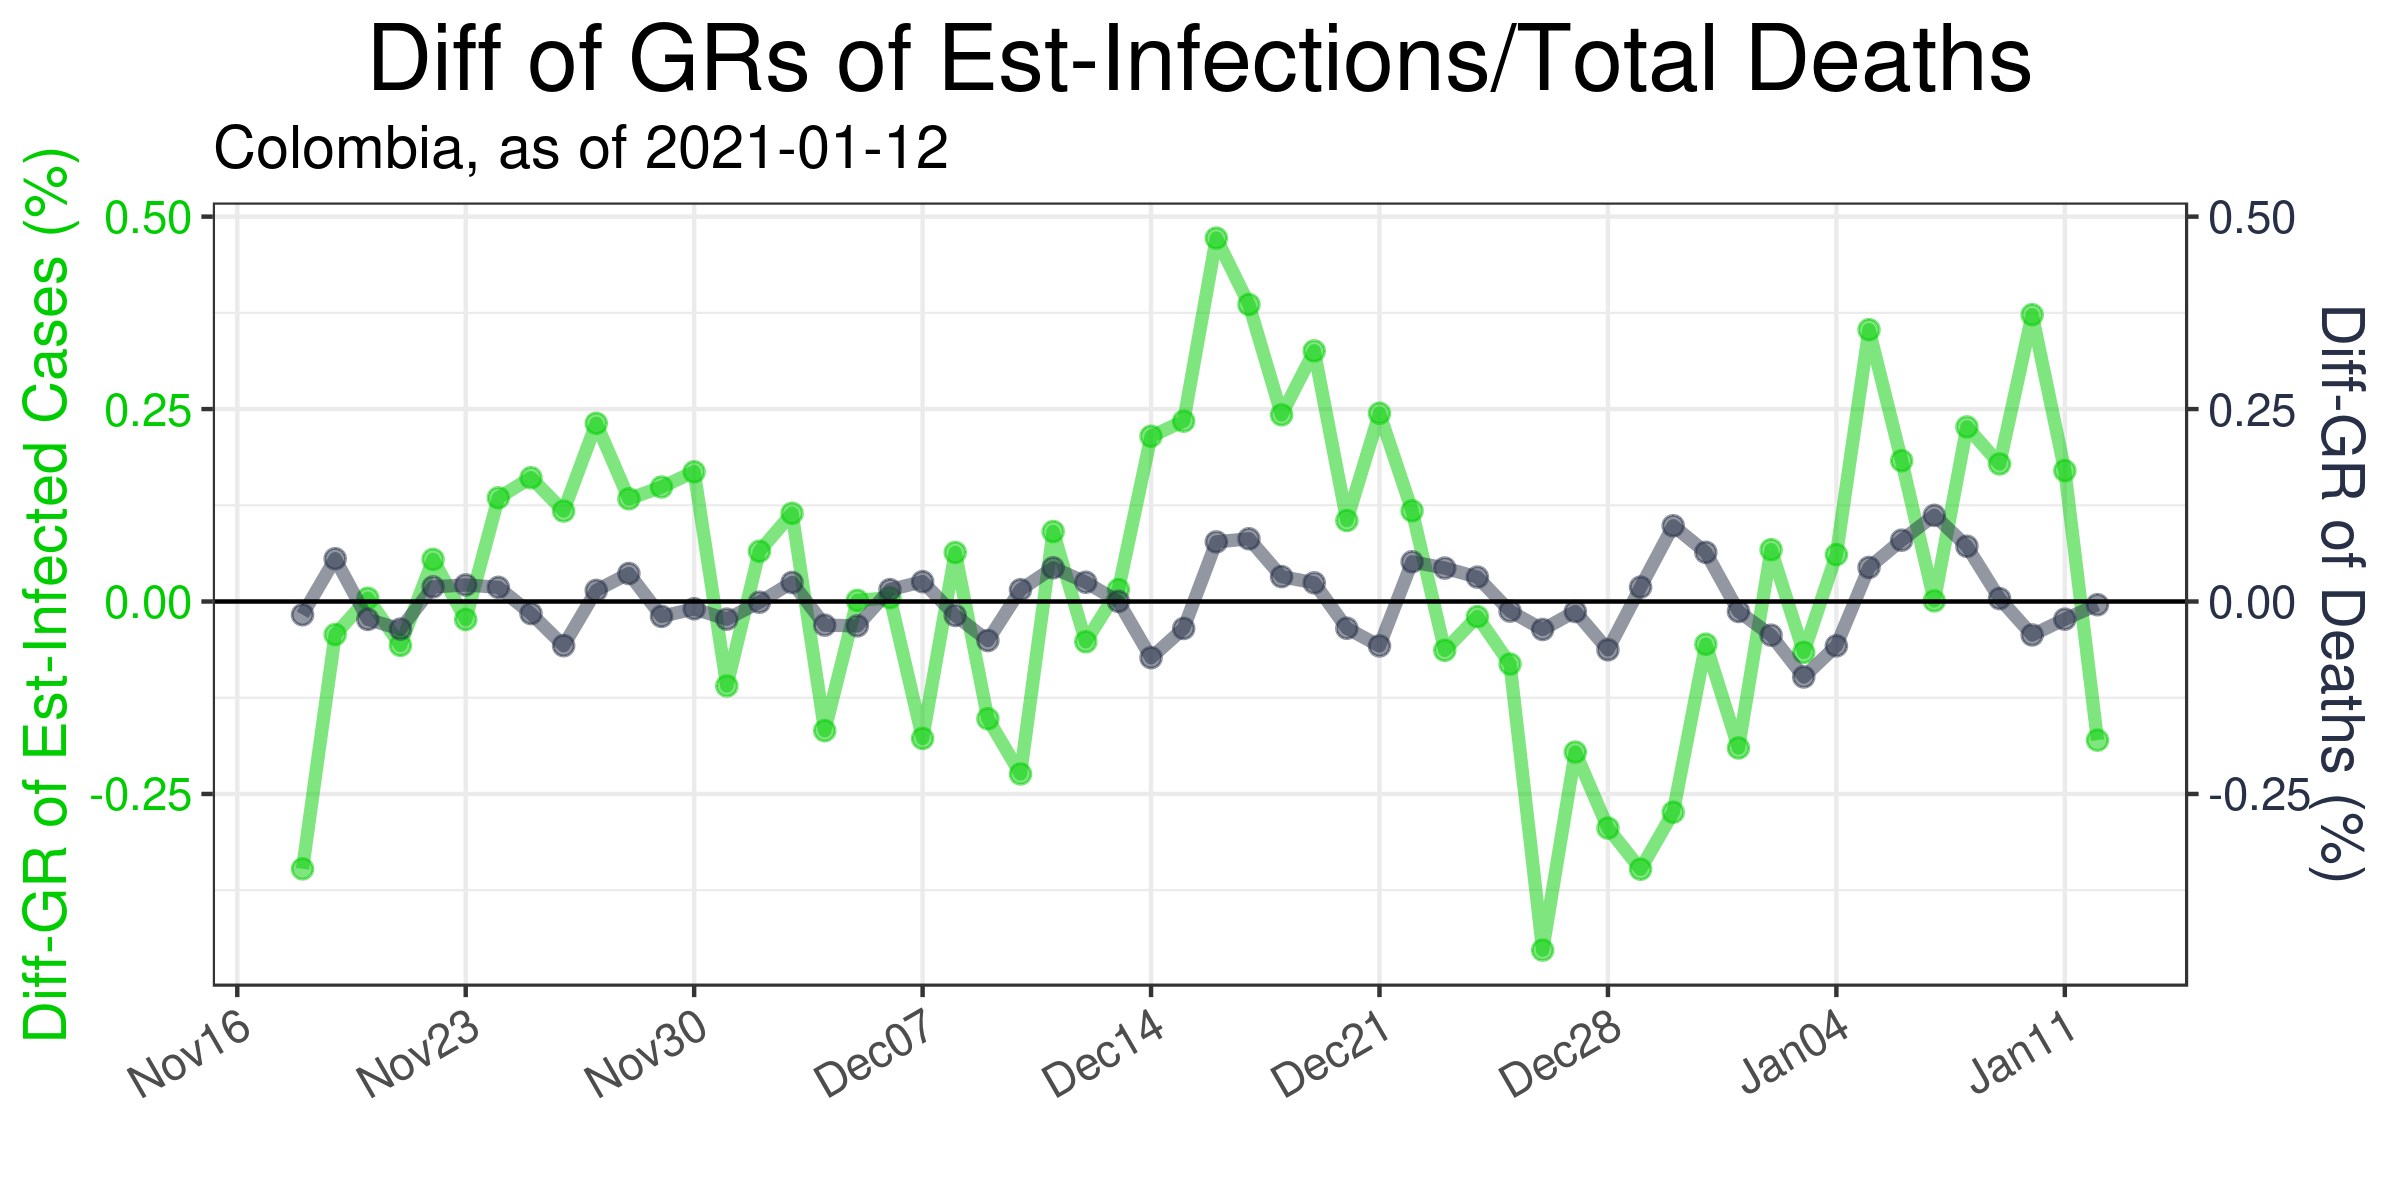 Diff of GRs of Est-Infections/Total Deaths
Colombia, as of 2021-01-12
Diff-GR of Est-Infected Cases (%)
0.50
0.25
0.00
-0.25
0.50
0.25
0.00
-0.25
Diff-GR of Deaths (%)
Nov16
Nov23
Nov30
Dec07
Dec14
Dec21
Dec28
Jan04
Jan11